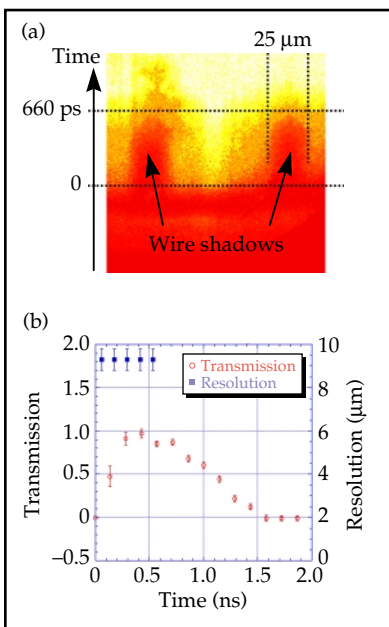 (a)
25 μm
Time
660 ps
0
Wire shadows
(b)
2.0
1.5
1.0
0.5
0
–0.5
Transmission
Transmission
Resolution
10
8
6
4
2
0
Resolution (μm)
0
0.5
1.0
1.5
2.0
Time (ns)